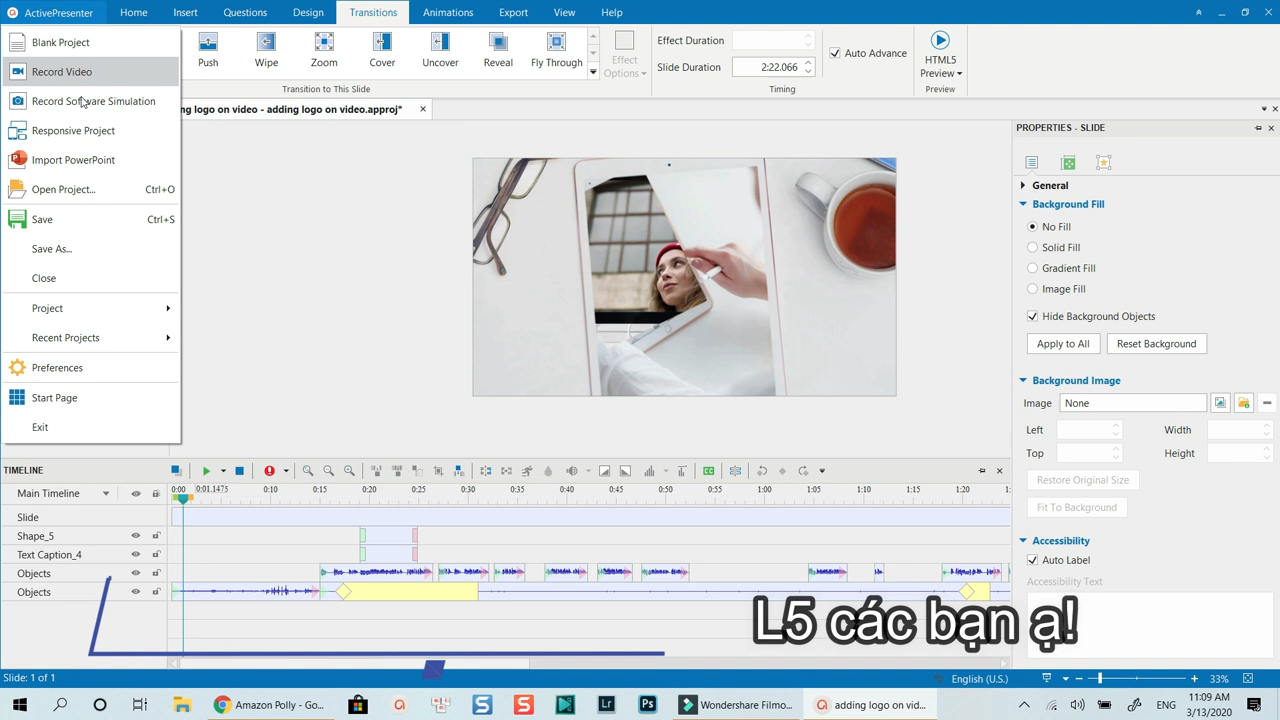 ActivePresenter
Home
Insert
Questions
Design
Transitions
Animations
Export
View
Help
Blank Project
Record Video
Record Software Simulation
Responsive Project
Import PowerPoint
Open Project... Ctrl+O
Save Ctrl+S
Save As...
Close
Project
Recent Projects
Preferences
Start Page
Exit
Push
Wipe
Zoom
Cover
Uncover
Reveal
Fly Through
Effect
Options
Transition to This Slide
Effect Duration
Slide Duration 2:22.066
Auto Advance
Timing
HTML5
Preview
Preview
ng logo on video - adding logo on video.approj*
PROPERTIES - SLIDE
General
Background Fill
No Fill
Solid Fill
Gradient Fill
Image Fill
Hide Background Objects
Apply to All
Reset Background
Background Image
Image None
Left Width
Top Height
Restore Original Size
Fit To Background
Accessibility
Auto Label
Accessibility Text
TIMELINE
CC
Main Timeline
0:00 0:01.1475 0:10 0:15 0:20 0:25 0:30 0:35 0:40 0:45 0:50 0:55 1:00 1:05 1:10 1:15 1:20
Slide
Shape_5
Text Caption_4
Objects
Objects
L5 các bạn ạ!
Slide: 1 of 1
English (U.S.)
33%
Amazon Polly - Go...
S
S
Lr
Ps
Wondershare Filmo...
adding logo on vid...
ENG
11:09 AM
3/13/2020